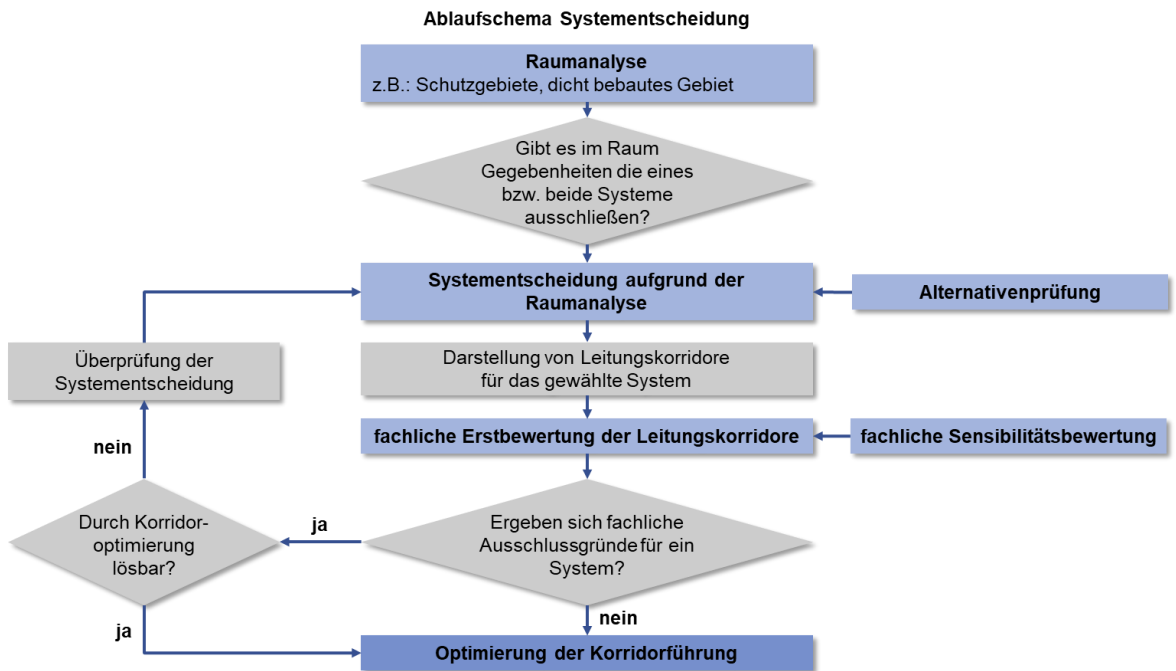 Ablaufschema Systementscheidung
Raumanalyse
z.B.: Schutzgebiete, dicht bebautes Gebiet
Gibt es im Raum
Gegebenheiten die eines
bzw. beide Systeme
ausschließen?
Systementscheidung aufgrund der
Raumanalyse
Alternativenprüfung
Überprüfung der
Systementscheidung
Darstellung von Leitungskorridore
für das gewählte System
fachliche Erstbewertung der Leitungskorridore
fachliche Sensibilitätsbewertung
nein
Durch Korridor-
optimierung
lösbar?
ja
Ergeben sich fachliche
Ausschlussgründe für ein
System?
ja
nein
Optimierung der Korridorführung